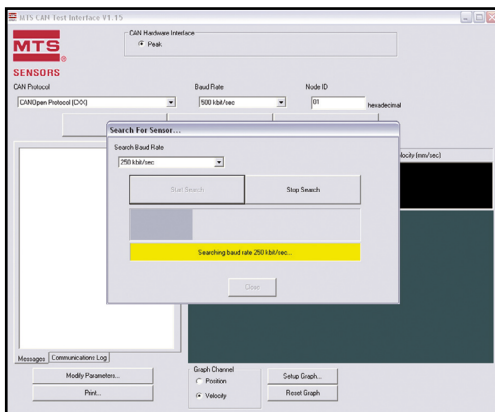 MTS CAN Test Interface V1.15
MTS
®
SENSORS
CAN Hardware Interface
Peak
CAN Protocol
Baud Rate
Node ID
CANOpen Protocol (CXX)
500 kbit/sec
01
hexadecimal
Search For Sensor...
Search Baud Rate
250 kbit/sec
Start Search
Stop Search
Searching baud rate 250 kbit/sec...
Close
(mm/sec)
Messages
Communications Log
Modify Parameters...
Print...
Graph Channel
Position
Velocity
Setup Graph...
Reset Graph